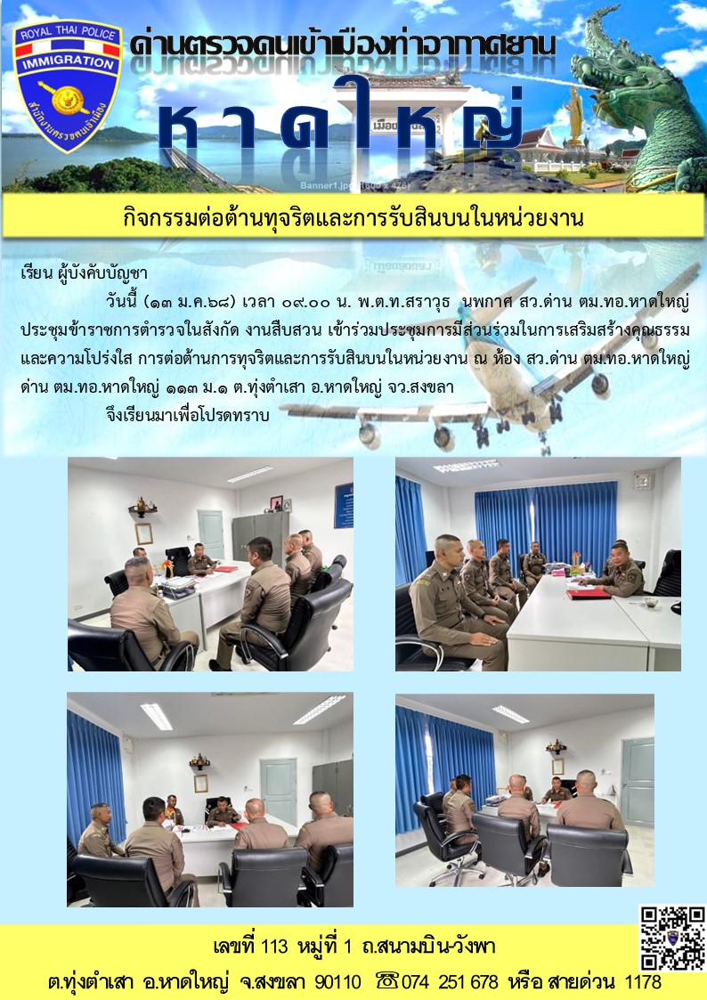 ROYAL THAI POLICE
IMMIGRATION
สำนักงานตรวจคนเข้าเมือง
ด่านตรวจคนเข้าเมืองท่าอากาศยาน
หาดใหญ่
กิจกรรมต่อต้านทุจริตและการรับสินบนในหน่วยงาน
เรียน ผู้บังคับบัญชา
วันนี้ (๑๓ ม.ค.๖๘) เวลา ๐๙.๐๐ น. พ.ต.ท.สราวุธ นพกาศ สว.ด่าน ตม.ทอ.หาดใหญ่
ประชุมข้าราชการตำรวจในสังกัด งานสืบสวน เข้าร่วมประชุมการมีส่วนร่วมในการเสริมสร้างคุณธรรม
และความโปร่งใส การต่อต้านการทุจริตและการรับสินบนในหน่วยงาน ณ ห้อง สว.ด่าน ตม.ทอ.หาดใหญ่
ด่าน ตม.ทอ.หาดใหญ่ ๑๑๓ ม.๑ ต.ทุ่งตำเสา อ.หาดใหญ่ จว.สงขลา
จึงเรียนมาเพื่อโปรดทราบ
เลขที่ 113 หมู่ที่ 1 ถ.สนามบิน-วังพา
ต.ทุ่งตำเสา อ.หาดใหญ่ จ.สงขลา 90110 ☏074 251 678 หรือ สายด่วน 1178